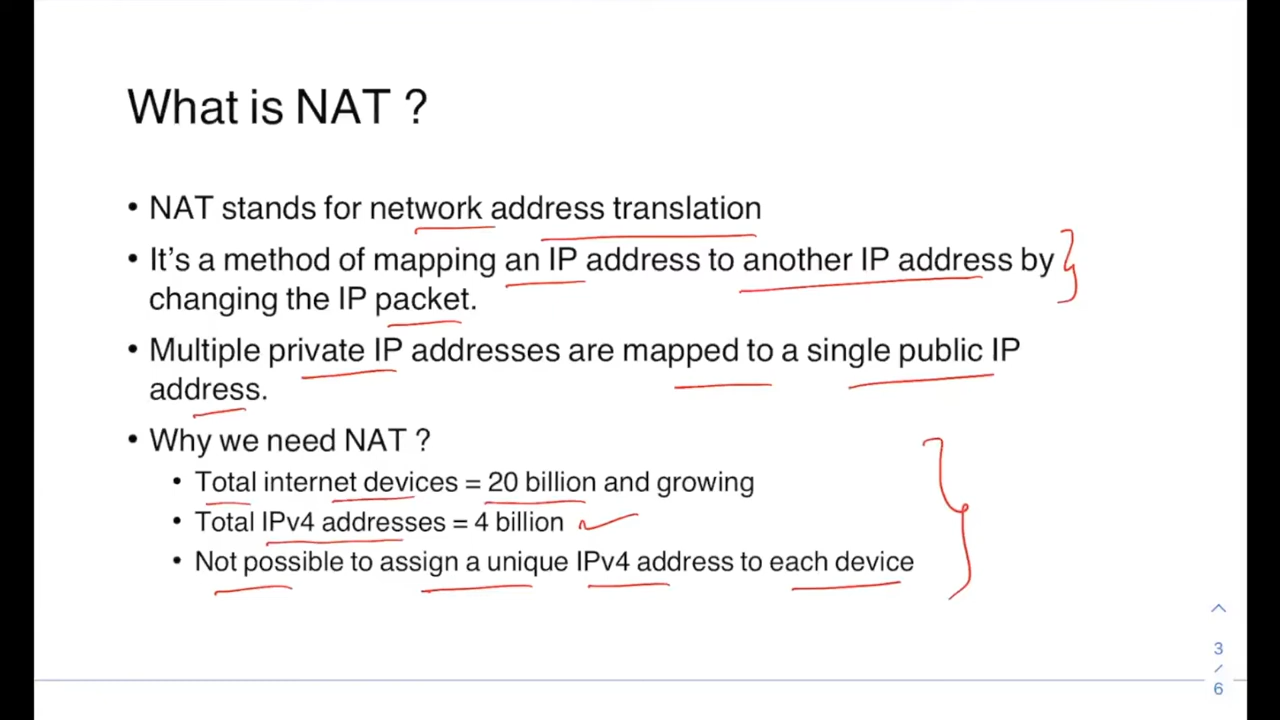 What is NAT ?
• NAT stands for network address translation
• It's a method of mapping an IP address to another IP address by
changing the IP packet.
• Multiple private IP addresses are mapped to a single public IP
address.
• Why we need NAT ?
• Total internet devices = 20 billion and growing
• Total IPv4 addresses = 4 billion
• Not possible to assign a unique IPv4 address to each device
3
/
6